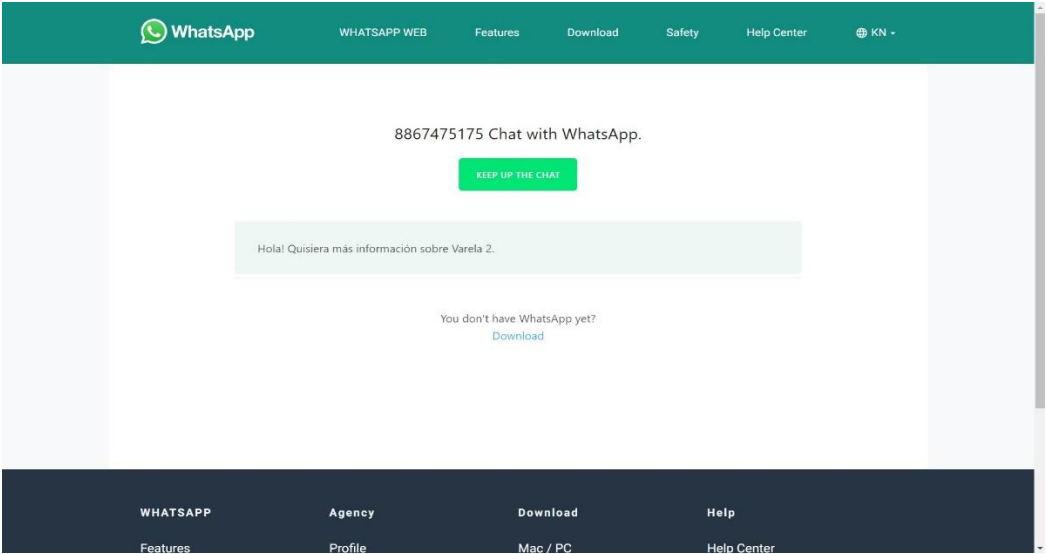 WhatsApp
WHATSAPP WEB Features Download Safety Help Center KN
8867475175 Chat with WhatsApp.
KEEP UP THE CHAT
Hola! Quisiera más información sobre Varela 2.
You don't have WhatsApp yet?
Download
WHATSAPP Agency Download Help
Features Profile Mac / PC Help Center